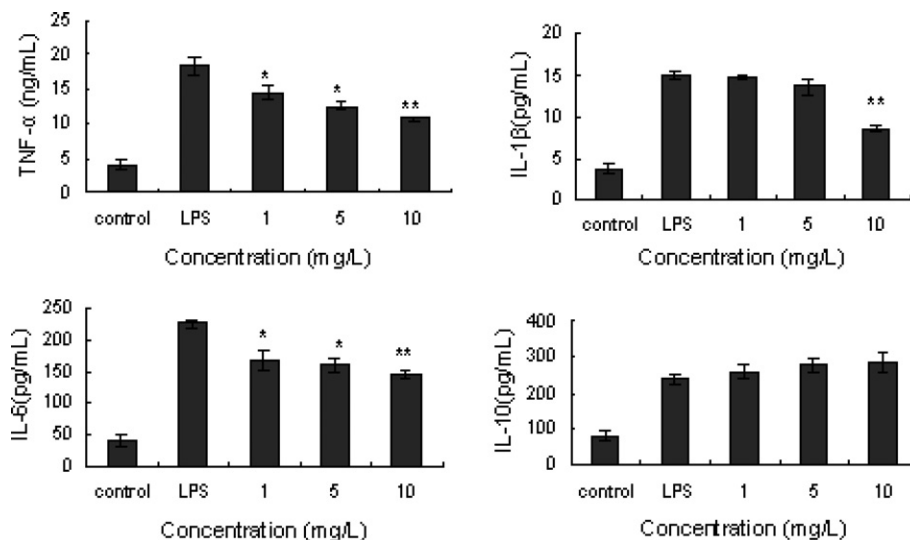 TNF-α (ng/mL)
25
20
15
10
5
0
*
*
**
control LPS 1 5 10
Concentration (mg/L)
IL-1β(pg/mL)
20
15
10
5
0
**
control LPS 1 5 10
Concentration (mg/L)
IL-6(pg/mL)
250
200
150
100
50
0
*
*
**
control LPS 1 5 10
Concentration (mg/L)
IL-10(pg/mL)
400
300
200
100
0
control LPS 1 5 10
Concentration (mg/L)